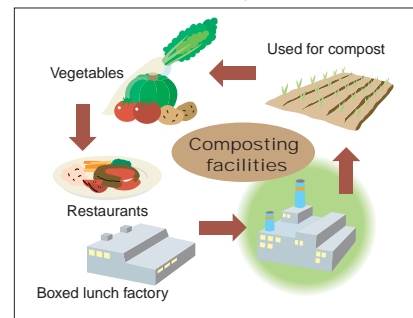 Used for compost
Vegetables
Composting
facilities
Restaurants
Boxed lunch factory